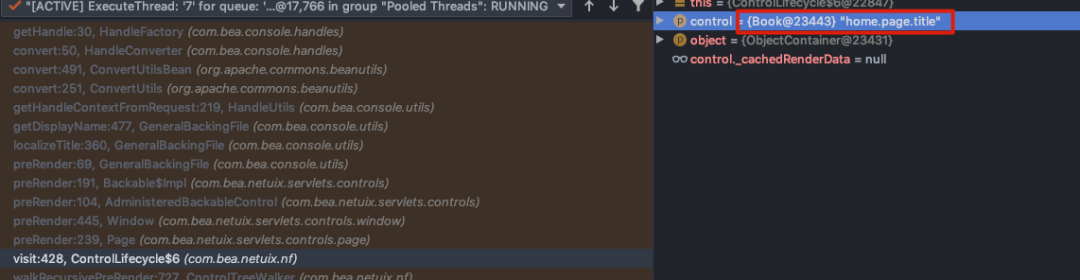 "[ACTIVE] ExecuteThread: '7' for queue: '...@17,766 in group "Pooled Threads": RUNNING
getHandle:30, HandleFactory (com.bea.console.handles)
convert:50, HandleConverter (com.bea.console.handles)
convert:491, ConvertUtilsBean (org.apache.commons.beanutils)
convert:251, ConvertUtils (org.apache.commons.beanutils)
getHandleContextFromRequest:219, HandleUtils (com.bea.console.utils)
getDisplayName:477, GeneralBackingFile (com.bea.console.utils)
localizeTitle:360, GeneralBackingFile (com.bea.console.utils)
preRender:69, GeneralBackingFile (com.bea.console.utils)
preRender:191, Backable$Impl (com.bea.netuix.servlets.controls)
preRender:104, AdministeredBackableControl (com.bea.netuix.servlets.controls)
preRender:445, Window (com.bea.netuix.servlets.controls.window)
preRender:239, Page (com.bea.netuix.servlets.controls.page)
visit:428, ControlLifecycle$6 (com.bea.netuix.nf)
walkRecursivePreRender:727, ControlTreeWalker (com.bea.netuix.nf)
this = {ControlLifecycle$6@22847}
control = {Book@23443} "home.page.title"
object = {ObjectContainer@23431}
control._cachedRenderData = null